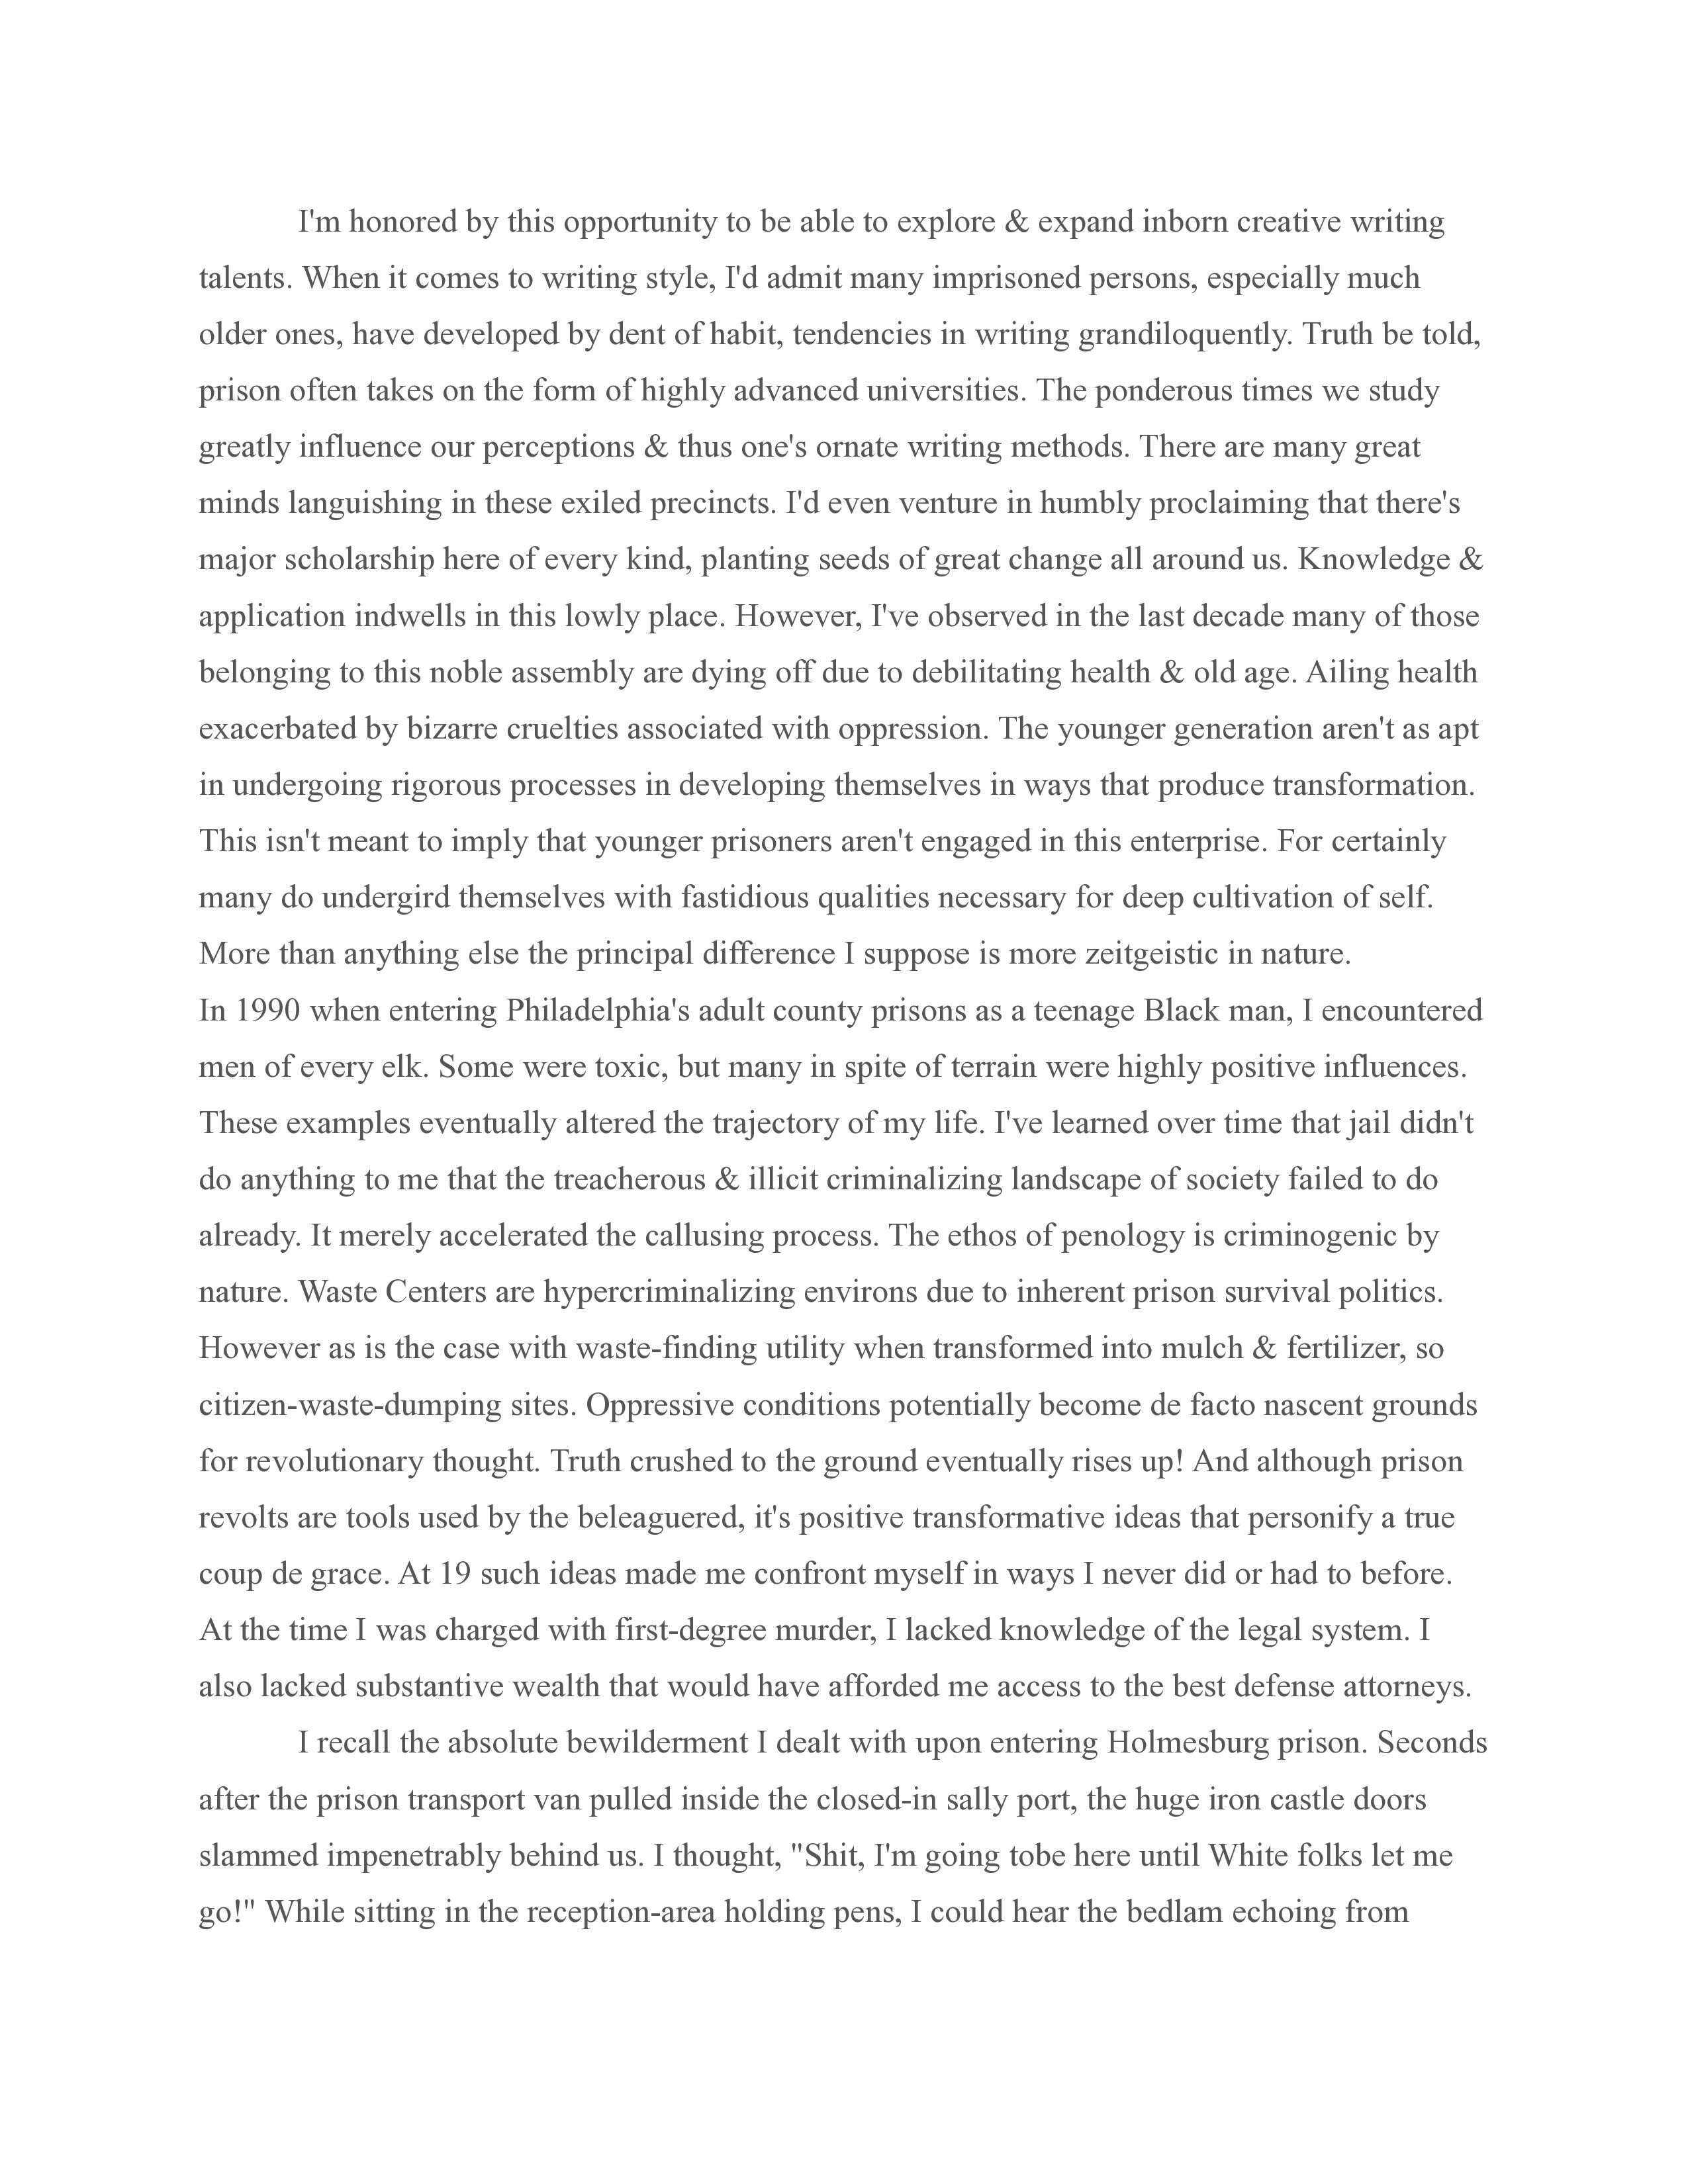 I'm honored by this opportunity to be able to explore & expand inborn creative writing
talents. When it comes to writing style, I'd admit many imprisoned persons, especially much
older ones, have developed by dent of habit, tendencies in writing grandiloquently. Truth be told,
prison often takes on the form of highly advanced universities. The ponderous times we study
greatly influence our perceptions & thus one's ornate writing methods. There are many great
minds languishing in these exiled precincts. I'd even venture in humbly proclaiming that there's
major scholarship here of every kind, planting seeds of great change all around us. Knowledge &
application indwells in this lowly place. However, I've observed in the last decade many of those
belonging to this noble assembly are dying off due to debilitating health & old age. Ailing health
exacerbated by bizarre cruelties associated with oppression. The younger generation aren't as apt
in undergoing rigorous processes in developing themselves in ways that produce transformation.
This isn't meant to imply that younger prisoners aren't engaged in this enterprise. For certainly
many do undergird themselves with fastidious qualities necessary for deep cultivation of self.
More than anything else the principal difference I suppose is more zeitgeistic in nature.
In 1990 when entering Philadelphia's adult county prisons as a teenage Black man, I encountered
men of every elk. Some were toxic, but many in spite of terrain were highly positive influences.
These examples eventually altered the trajectory of my life. I've learned over time that jail didn't
do anything to me that the treacherous & illicit criminalizing landscape of society failed to do
already. It merely accelerated the callusing process. The ethos of penology is criminogenic by
nature. Waste Centers are hypercriminalizing environs due to inherent prison survival politics.
However as is the case with waste-finding utility when transformed into mulch & fertilizer, so
citizen-waste-dumping sites. Oppressive conditions potentially become de facto nascent grounds
for revolutionary thought. Truth crushed to the ground eventually rises up! And although prison
revolts are tools used by the beleaguered, it's positive transformative ideas that personify a true
coup de grace. At 19 such ideas made me confront myself in ways I never did or had to before.
At the time I was charged with first-degree murder, I lacked knowledge of the legal system. I
also lacked substantive wealth that would have afforded me access to the best defense attorneys.
I recall the absolute bewilderment I dealt with upon entering Holmesburg prison. Seconds
after the prison transport van pulled inside the closed-in sally port, the huge iron castle doors
slammed impenetrably behind us. I thought, "Shit, I'm going tobe here until White folks let me
go!" While sitting in the reception-area holding pens, I could hear the bedlam echoing from